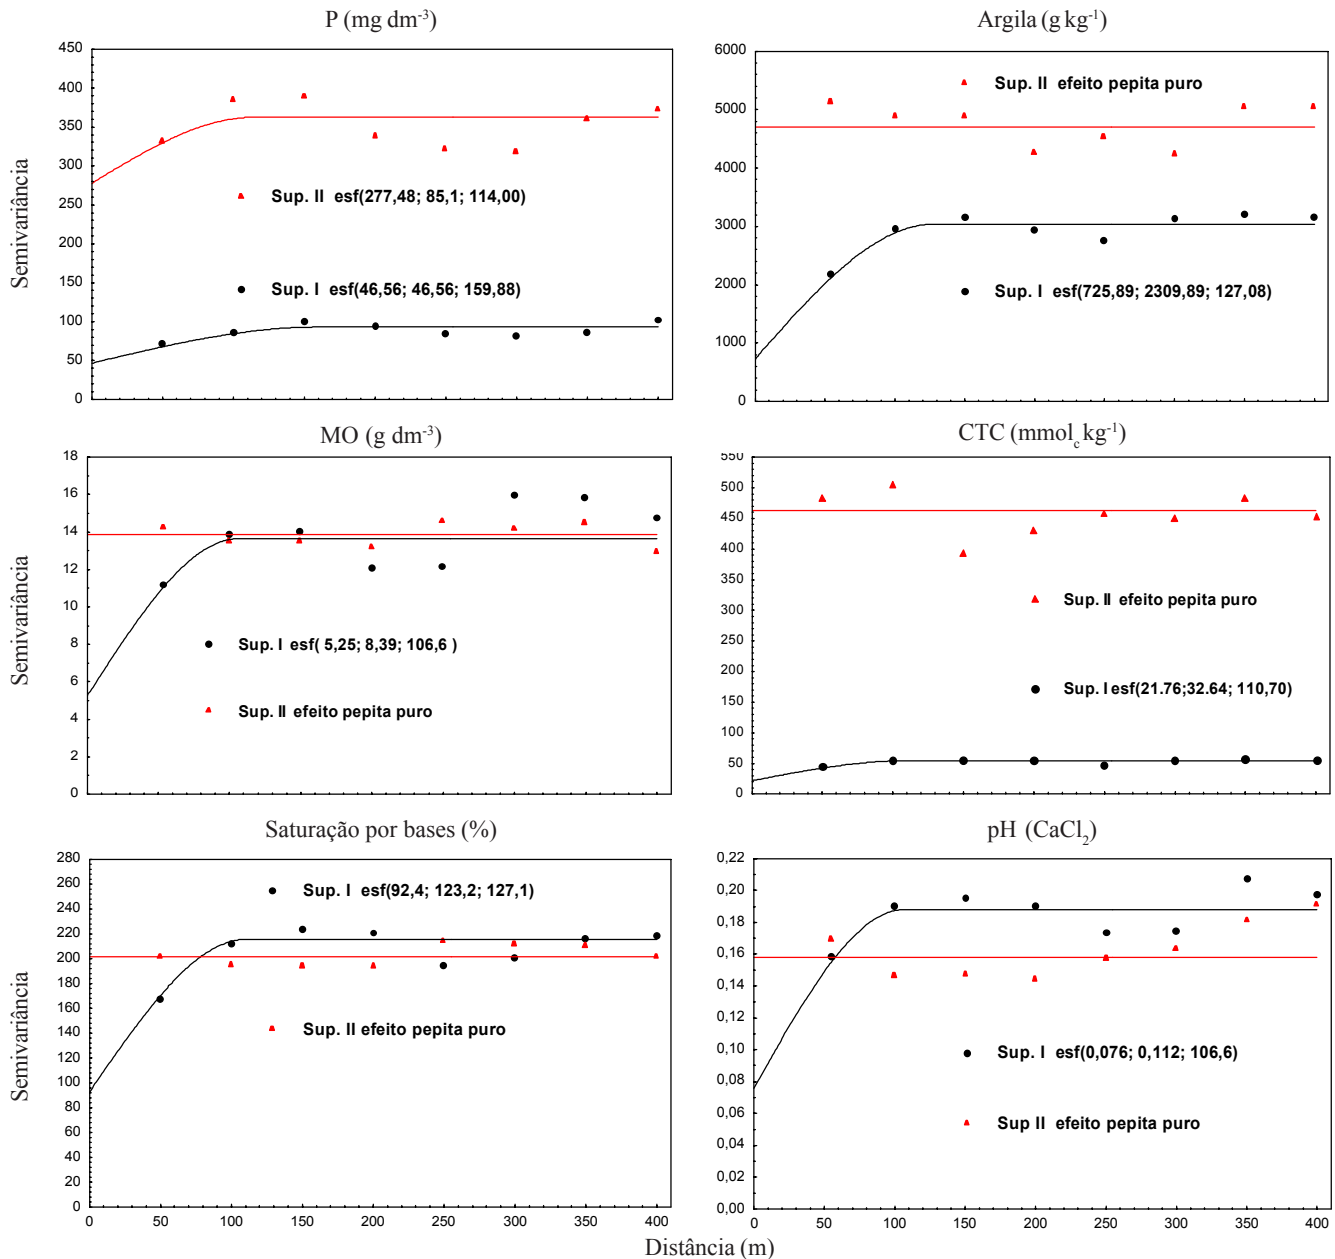 P (mg dm-3)
Argila (g kg-1)
450
400
350
300
250
200
150
100
50
0
Semivariância
Sup. II esf(277,48; 85,1; 114,00)
Sup. I esf(46,56; 46,56; 159,88)
6000
5000
4000
3000
2000
1000
0
Sup. II efeito pepita puro
Sup. I esf(725,89; 2309,89; 127,08)
MO (g dm-3)
CTC (mmolc kg-1)
18
16
14
12
10
8
6
4
2
0
Semivariância
Sup. I esf( 5,25; 8,39; 106,6 )
Sup. II efeito pepita puro
550
500
450
400
350
300
250
200
150
100
50
0
Sup. II efeito pepita puro
Sup. I esf(21.76;32.64; 110,70)
Saturação por bases (%)
pH (CaCl2)
280
260
240
220
200
180
160
140
120
100
80
60
40
20
0
Semivariância
Sup. I esf(92,4; 123,2; 127,1)
Sup. II efeito pepita puro
0 50 100 150 200 250 300 350 400
0,22
0,20
0,18
0,16
0,14
0,12
0,10
0,08
0,06
0,04
0,02
0,00
Sup. I esf(0,076; 0,112; 106,6)
Sup II efeito pepita puro
0 50 100 150 200 250 300 350 400
Distância (m)